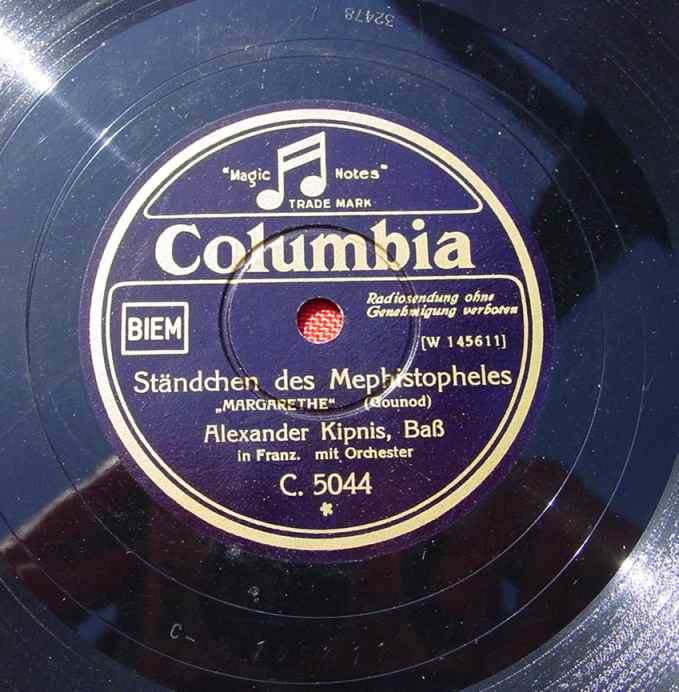 32478
"Magic Notes"
TRADE MARK
Columbia
Radiosendung ohne
Genehmigung verboten
BIEM
[W 145611]
Ständchen des Mephistopheles
„MARGARETHE“ (Gounod)
Alexander Kipnis, Baß
in Franz. mit Orchester
C. 5044
C-